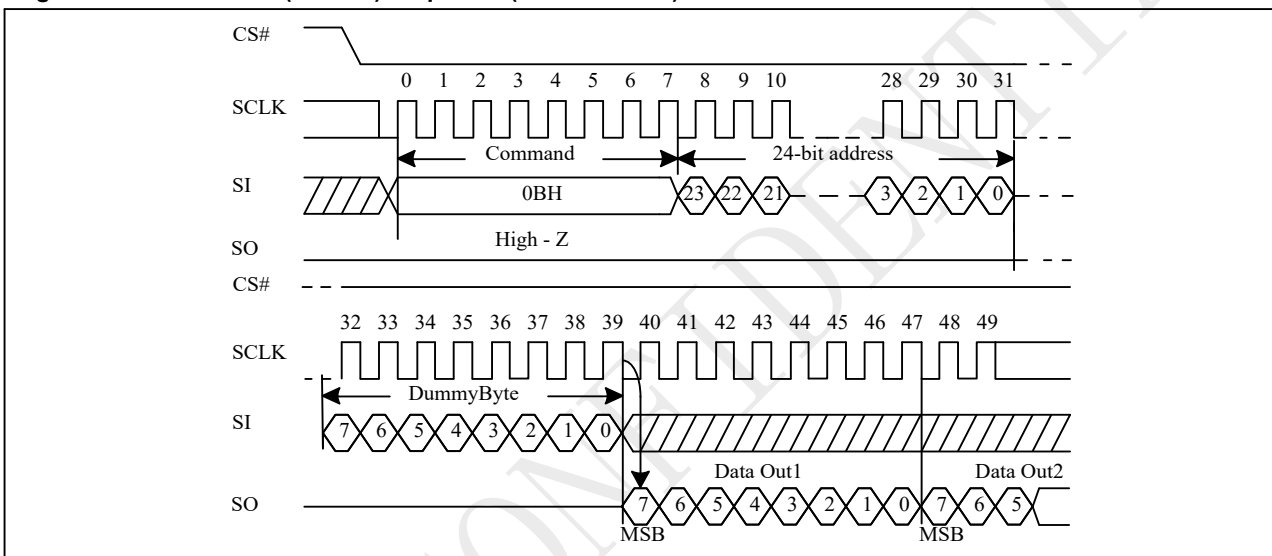 CS#
0 1 2 3 4 5 6 7 8 9 10 28 29 30 31
SCLK
Command 24-bit address
SI 0BH 23 22 21 3 2 1 0
High - Z
SO
CS#
32 33 34 35 36 37 38 39 40 41 42 43 44 45 46 47 48 49
SCLK
DummyByte
SI 7 6 5 4 3 2 1 0
Data Out1 Data Out2
SO 7 6 5 4 3 2 1 0 7 6 5
MSB MSB